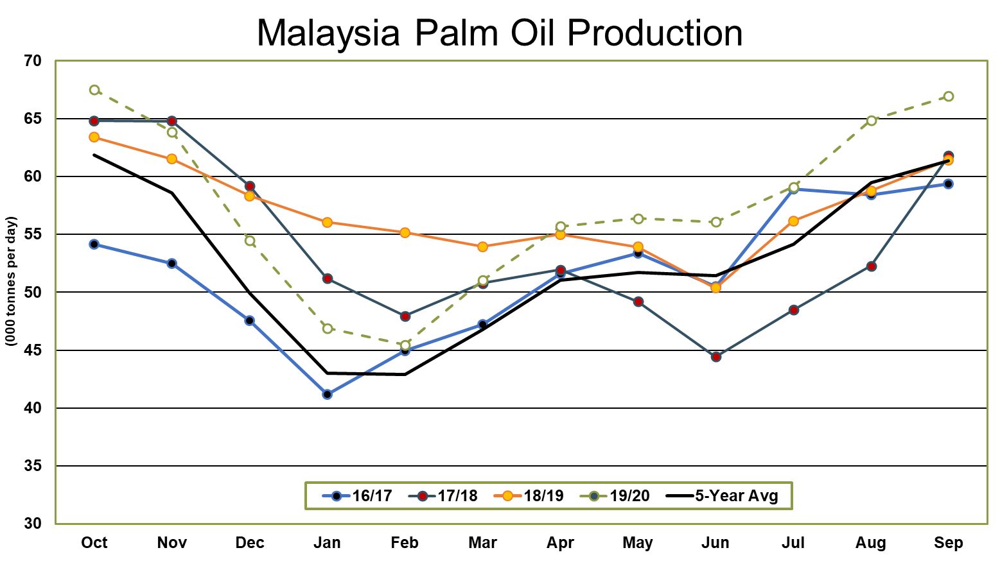 Malaysia Palm Oil Production
(000 tonnes per day)
70
65
60
55
50
45
40
35
30
16/17 17/18 18/19 19/20 5-Year Avg
Oct Nov Dec Jan Feb Mar Apr May Jun Jul Aug Sep